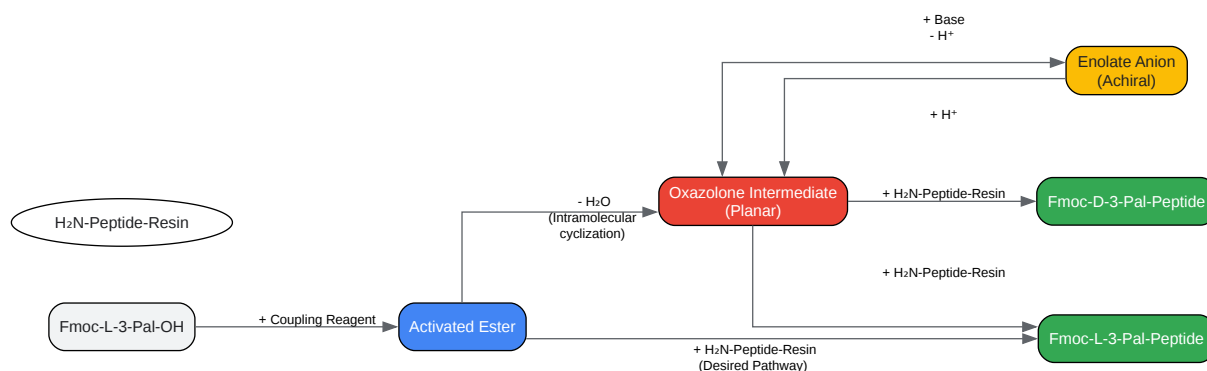 + Base
- H⁺
Enolate Anion
(Achiral)
+ H⁺
- H₂O
(Intramolecular
cyclization)
Oxazolone Intermediate
(Planar)
+ H₂N-Peptide-Resin
Fmoc-D-3-Pal-Peptide
H₂N-Peptide-Resin
+ H₂N-Peptide-Resin
Fmoc-L-3-Pal-OH
+ Coupling Reagent
Activated Ester
+ H₂N-Peptide-Resin
(Desired Pathway)
Fmoc-L-3-Pal-Peptide